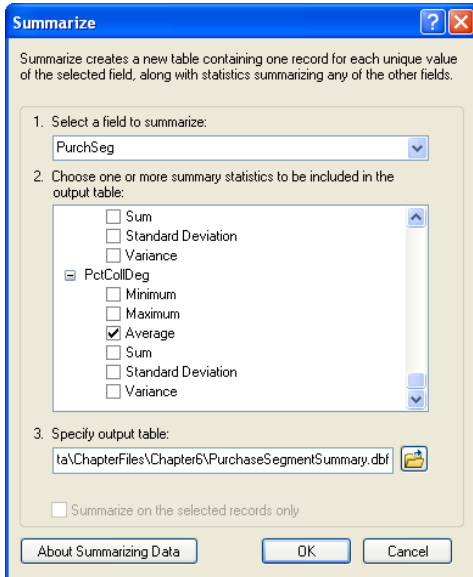 Summarize
Summarize creates a new table containing one record for each unique value
of the selected field, along with statistics summarizing any of the other fields.
1. Select a field to summarize:
PurchSeg
2. Choose one or more summary statistics to be included in the
output table:
Sum
Standard Deviation
Variance
PctCollDeg
Minimum
Maximum
Average
Sum
Standard Deviation
Variance
3. Specify output table:
ta\ChapterFiles\Chapter6\PurchaseSegmentSummary.dbf
Summarize on the selected records only
About Summarizing Data
OK
Cancel